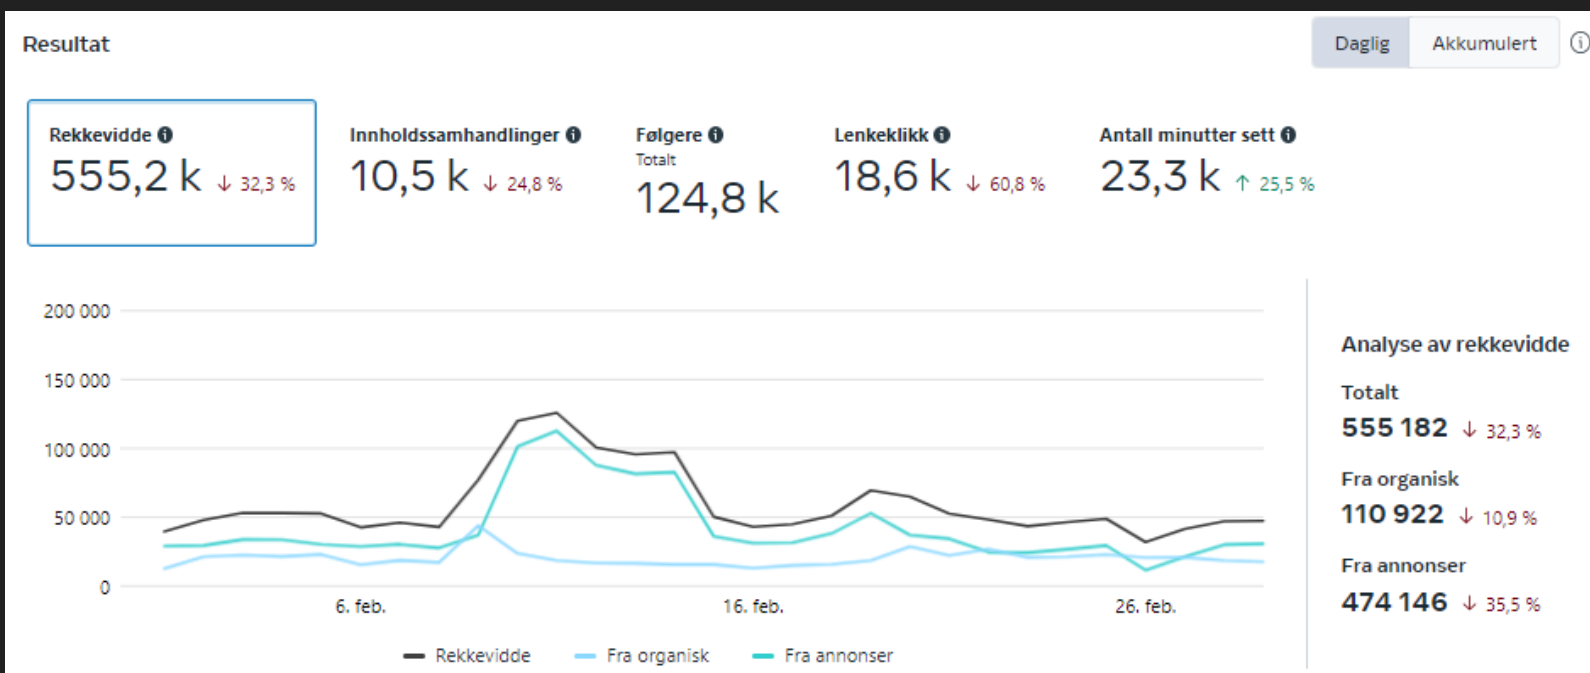 Resultat
Daglig
Akkumulert
Rekkevidde
555,2 k ↓ 32,3 %
Innholdssamhandlinger
10,5 k ↓ 24,8 %
Følgere
Totalt
124,8 k
Lenkeklikk
18,6 k ↓ 60,8 %
Antall minutter sett
23,3 k ↑ 25,5 %
200 000
150 000
100 000
50 000
0
6. feb.
16. feb.
26. feb.
Rekkevidde
Fra organisk
Fra annonser
Analyse av rekkevidde
Totalt
555 182 ↓ 32,3 %
Fra organisk
110 922 ↓ 10,9 %
Fra annonser
474 146 ↓ 35,5 %